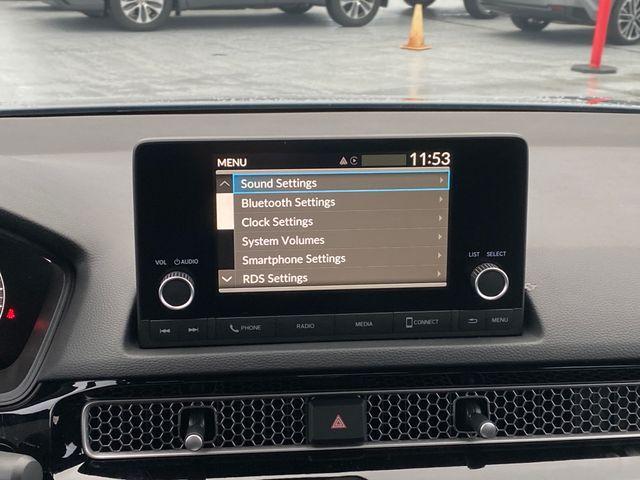 MENU 11:53
Sound Settings
Bluetooth Settings
Clock Settings
System Volumes
Smartphone Settings
RDS Settings
VOL AUDIO
LIST SELECT
PHONE RADIO MEDIA CONNECT MENU